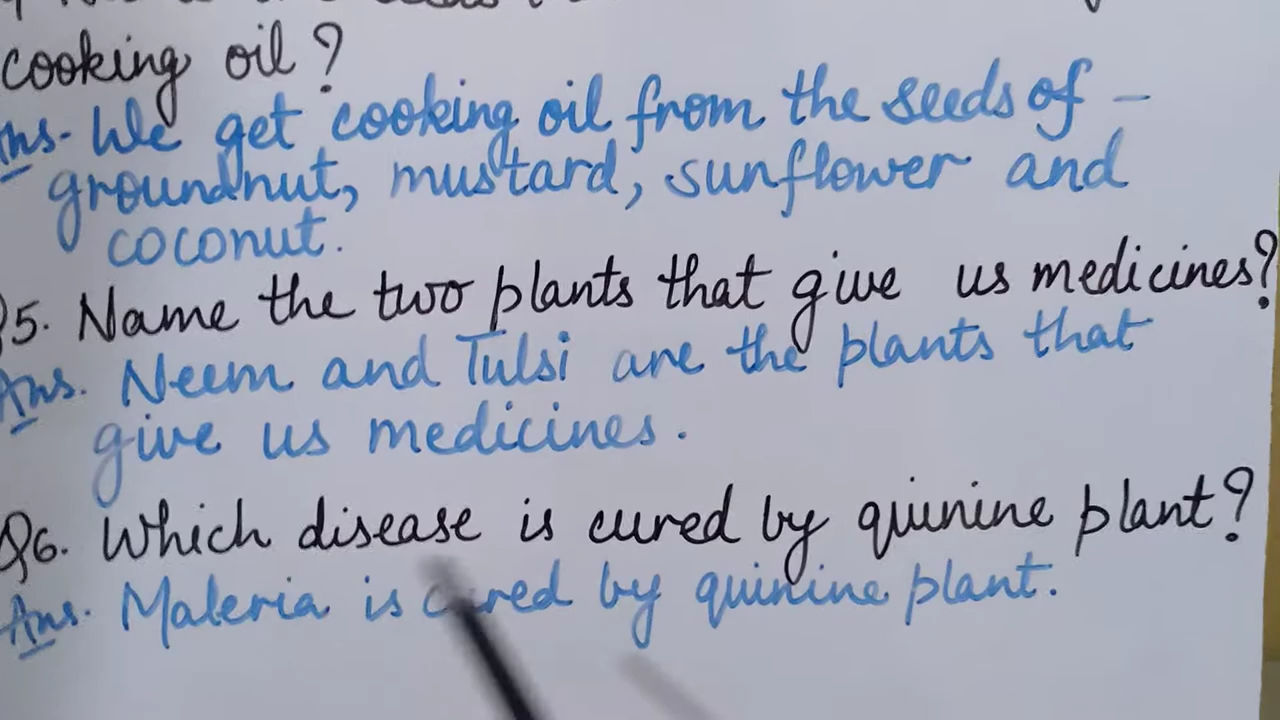 cooking oil?
Ans. We get cooking oil from the seeds of -
groundnut, mustard, sunflower and
coconut.
Q5. Name the two plants that give us medicines?
Ans. Neem and Tulsi are the plants that
give us medicines.
Q6. Which disease is cured by quinine plant?
Ans. Maleria is cured by quinine plant.